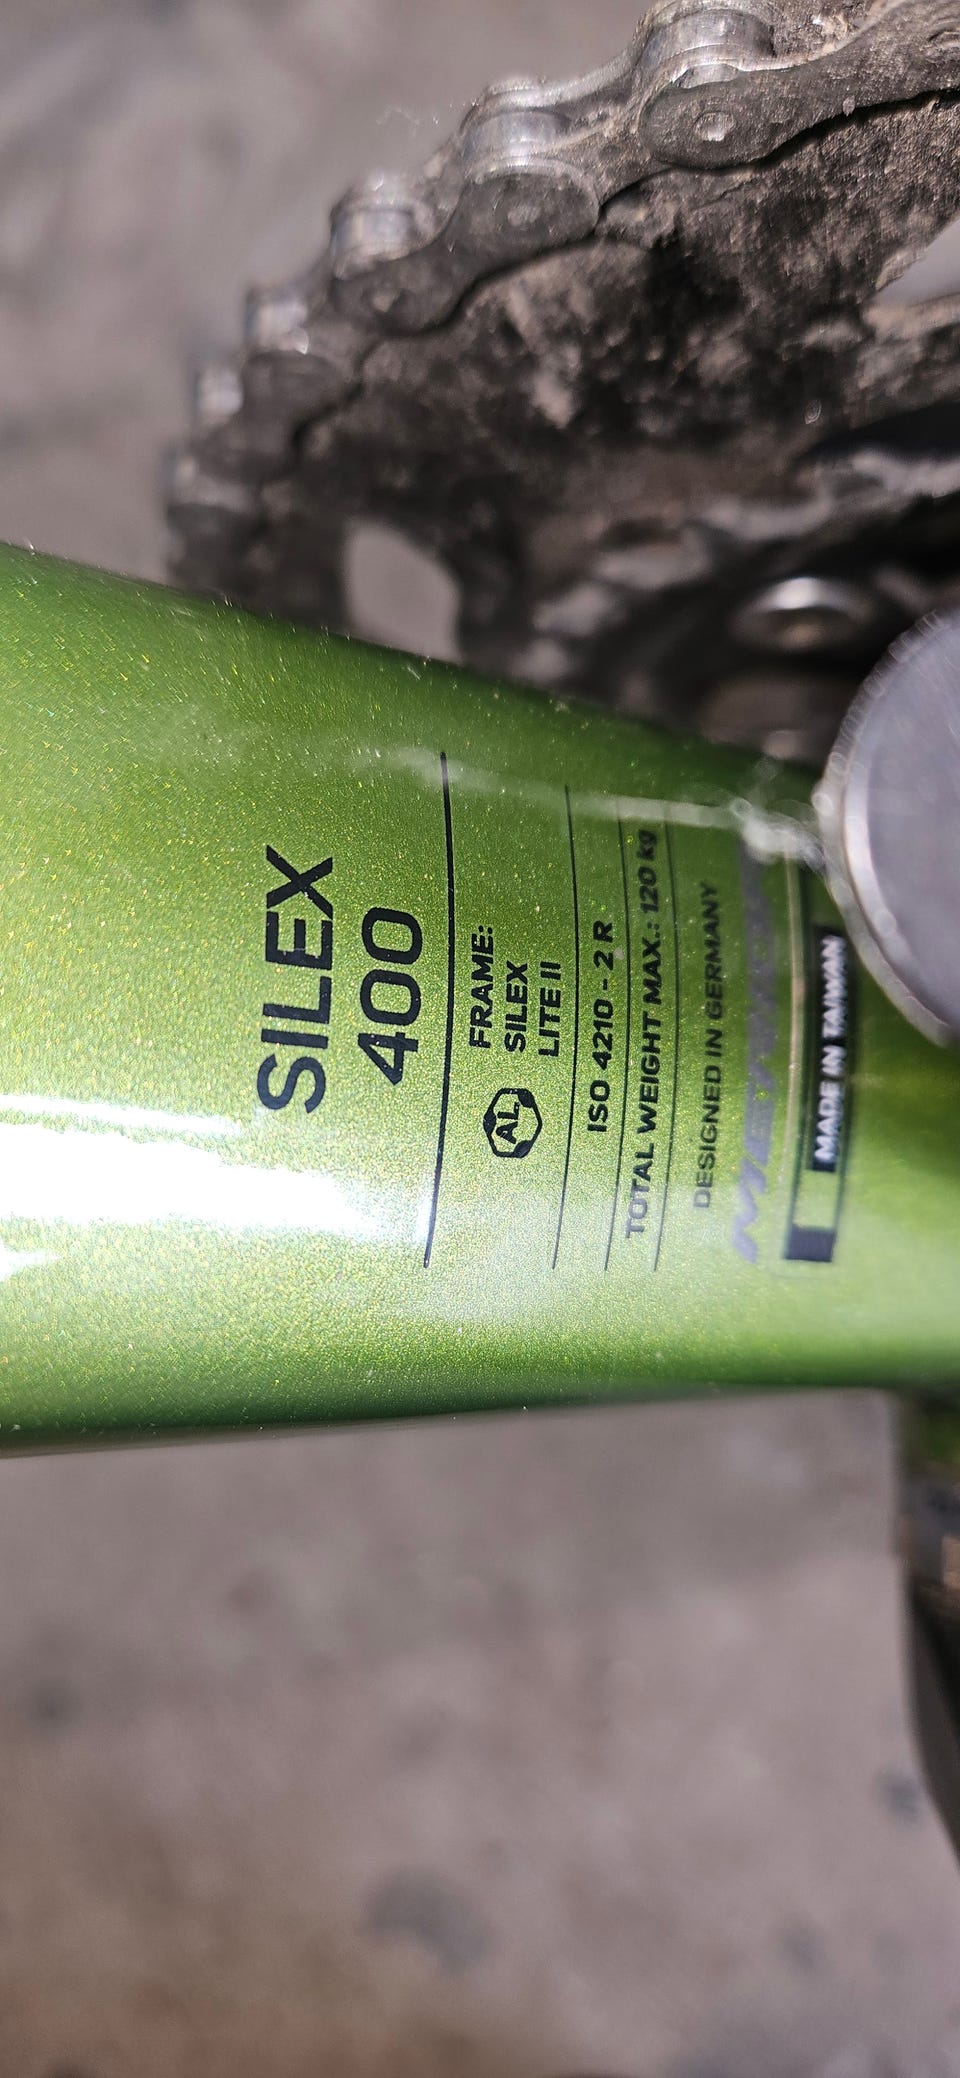 SILEX
400
AL
FRAME:
SILEX
LITE II
ISO 4210 - 2 R
TOTAL WEIGHT MAX.: 120 kg
DESIGNED IN GERMANY
MERIDA
MADE IN TAIWAN